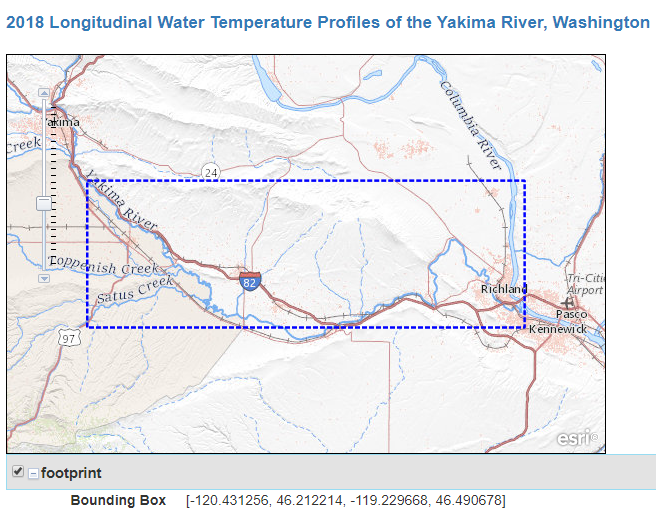 2018 Longitudinal Water Temperature Profiles of the Yakima River, Washington
Columbia River
akima
Creek
24
Yakima River
Toppenish Creek
Satus Creek
82
Richland
Tri-Citie
Airport
Pasco
Kennewick
97
esri
footprint
Bounding Box [-120.431256, 46.212214, -119.229668, 46.490678]